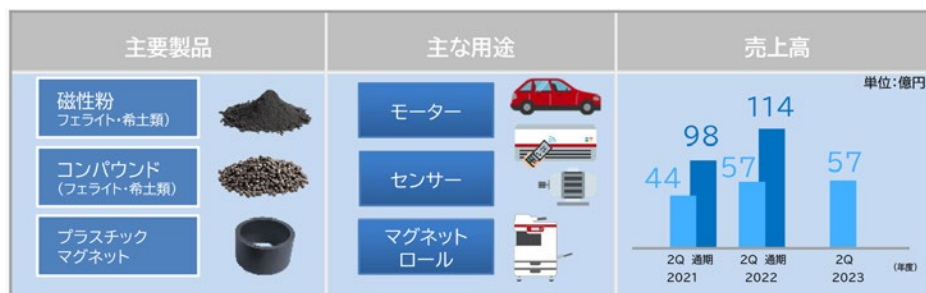 主要製品
主な用途
売上高
磁性粉
フェライト・希土類）
コンパウンド
（フェライト・希土類）
プラスチック
マグネット
モーター
センサー
マグネット
ロール
単位：億円
44
98
57
114
57
2Q 通期
2021
2Q 通期
2022
2Q
2023
（年度）